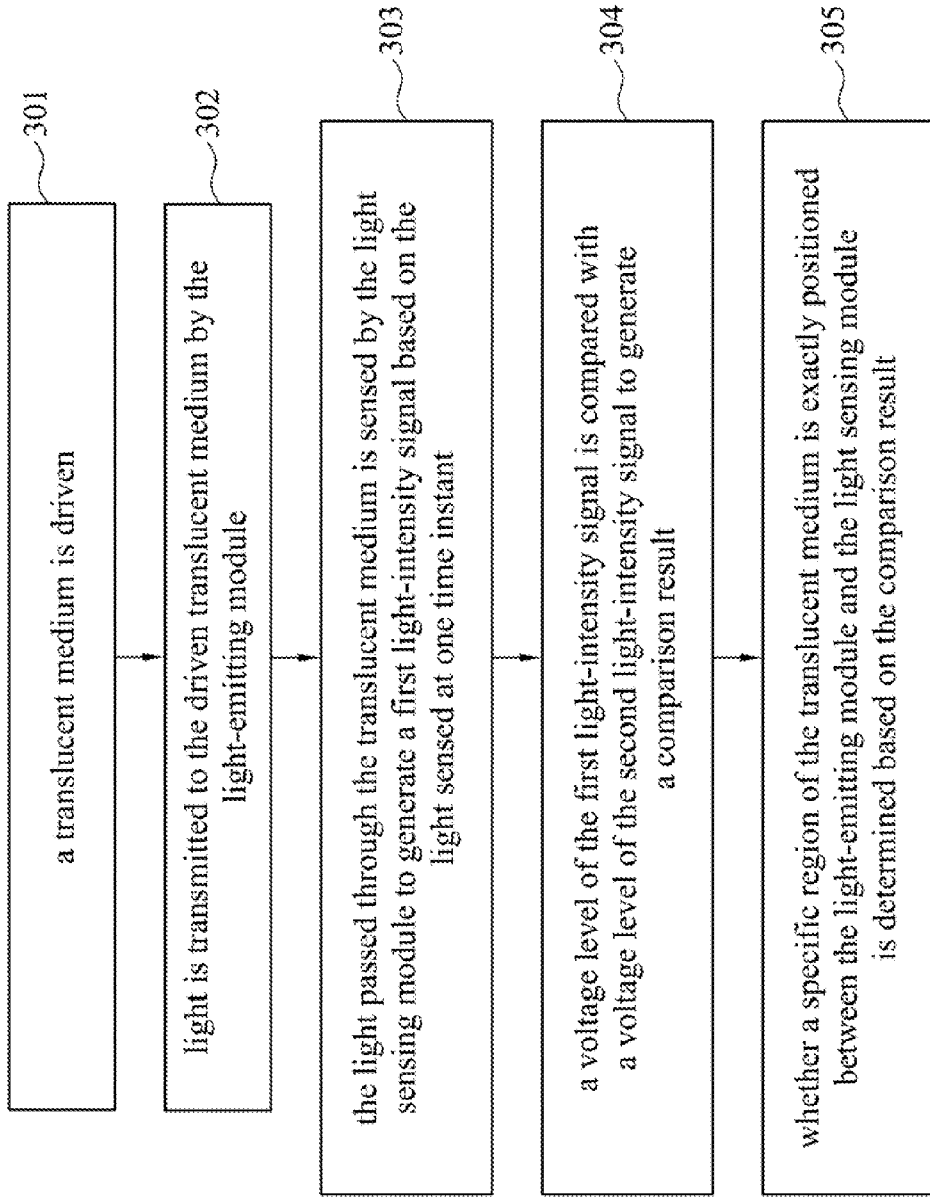 301
a translucent medium is driven
302
light is transmitted to the driven translucent medium by the
light-emitting module
303
the light passed through the translucent medium is sensed by the light
sensing module to generate a first light-intensity signal based on the
light sensed at one time instant
304
a voltage level of the first light-intensity signal is compared with
a voltage level of the second light-intensity signal to generate
a comparison result
305
whether a specific region of the translucent medium is exactly positioned
between the light-emitting module and the light sensing module
is determined based on the comparison result